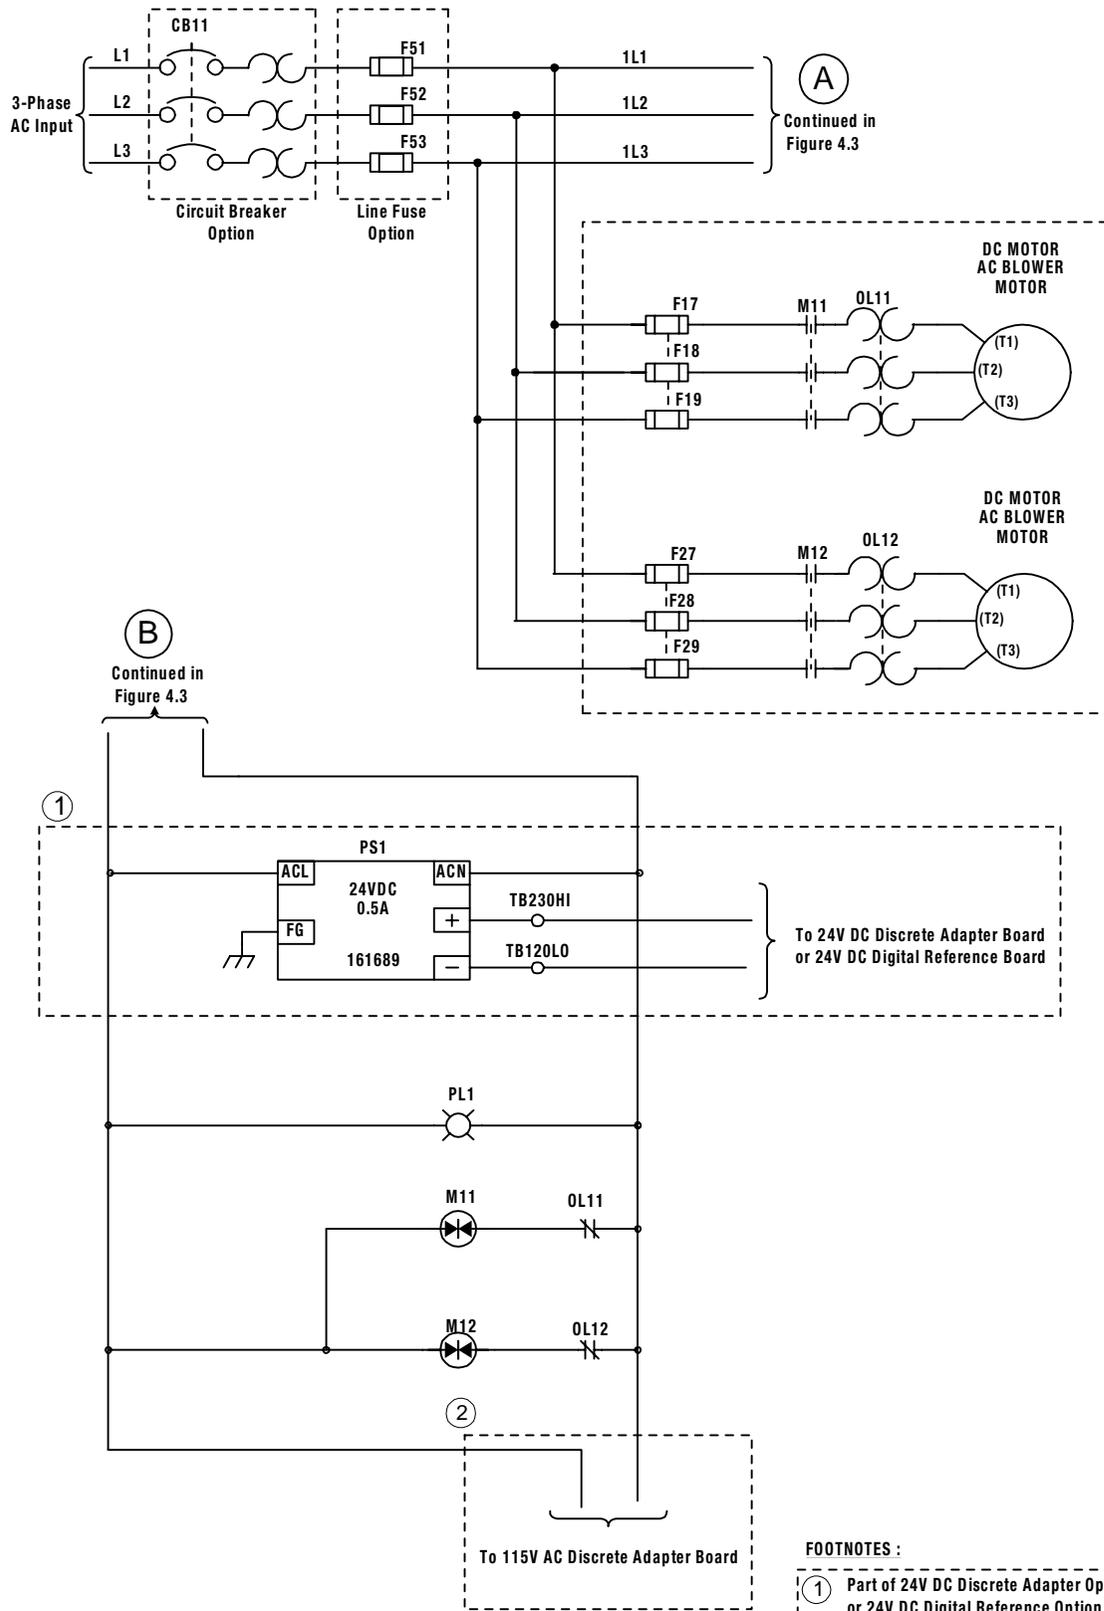 CB11
L1
F51
1L1
A
3-Phase
AC Input
L2
F52
1L2
Continued in
Figure 4.3
L3
F53
1L3
Circuit Breaker
Option
Line Fuse
Option
DC MOTOR
AC BLOWER
MOTOR
F17
M11
OL11
(T1)
F18
(T2)
F19
(T3)
DC MOTOR
AC BLOWER
MOTOR
F27
M12
OL12
(T1)
F28
(T2)
F29
(T3)
B
Continued in
Figure 4.3
1
PS1
ACL
ACN
24VDC
0.5A
TB230HI
+
FG
161689
TB120LO
−
To 24V DC Discrete Adapter Board
or 24V DC Digital Reference Board
PL1
M11
OL11
M12
OL12
2
To 115V AC Discrete Adapter Board
FOOTNOTES :
1 Part of 24V DC Discrete Adapter Op
or 24V DC Digital Reference Option